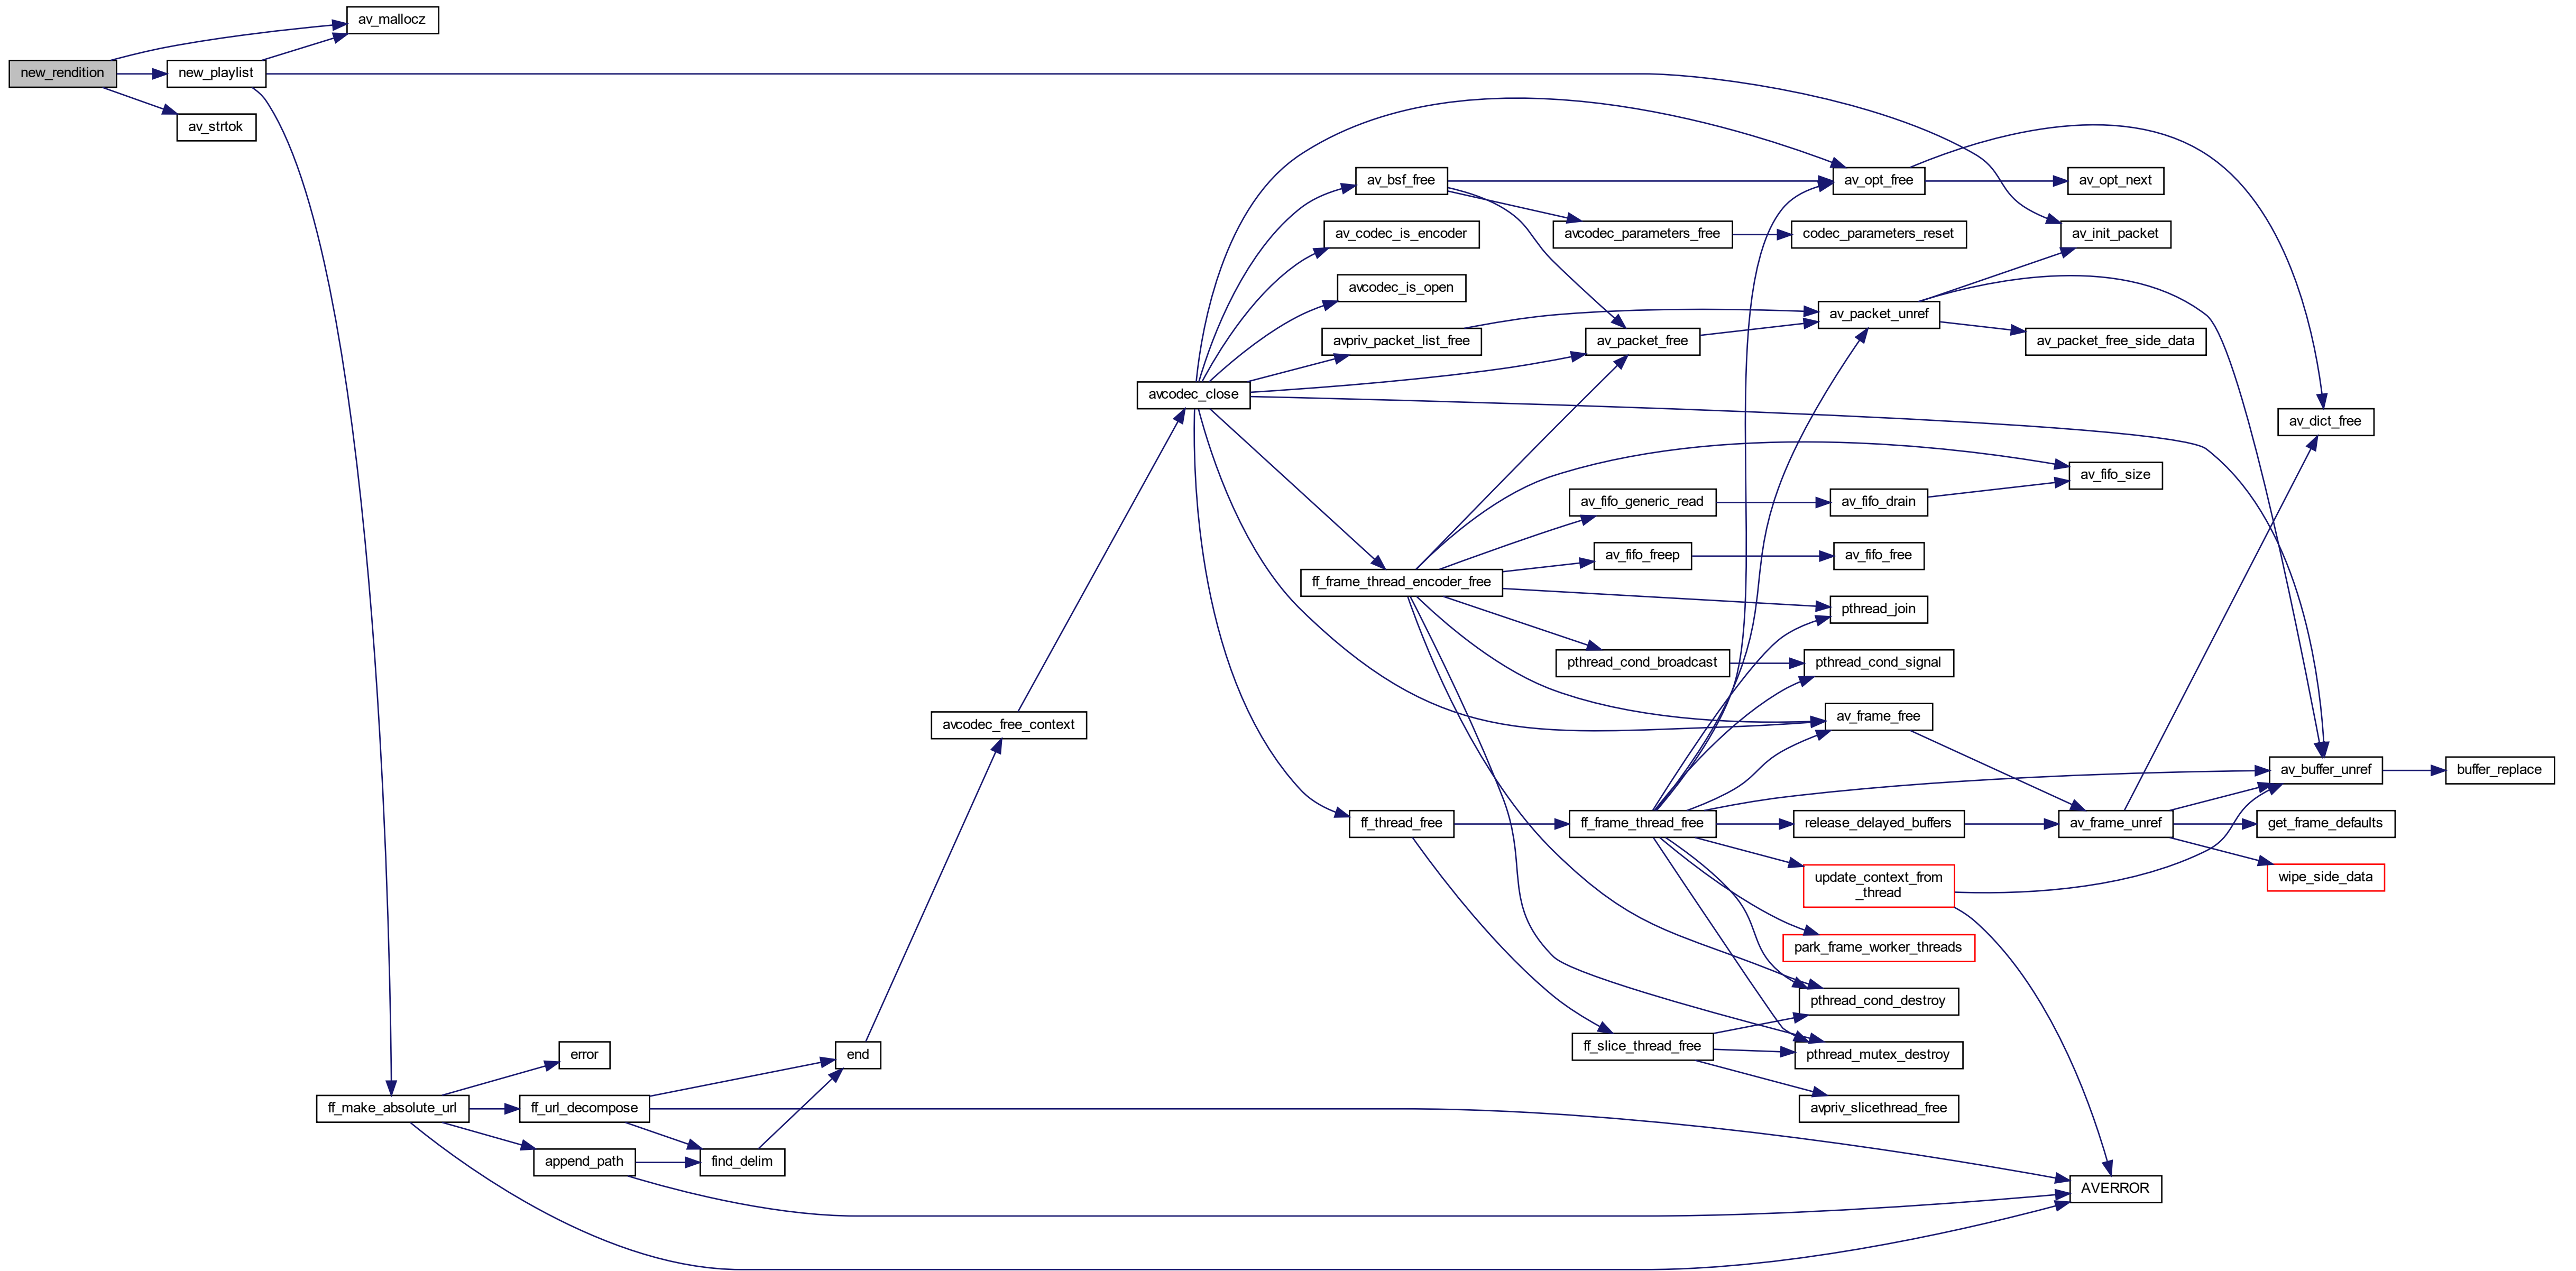 new_rendition
av_mallocz
new_playlist
av_strtok
ff_make_absolute_url
error
ff_url_decompose
append_path
find_delim
end
avcodec_free_context
avcodec_close
av_bsf_free
av_codec_is_encoder
avcodec_is_open
avpriv_packet_list_free
ff_frame_thread_encoder_free
ff_thread_free
avcodec_parameters_free
av_packet_free
av_fifo_generic_read
av_fifo_freep
pthread_cond_broadcast
ff_frame_thread_free
ff_slice_thread_free
av_opt_free
codec_parameters_reset
av_packet_unref
av_fifo_drain
av_fifo_free
pthread_join
pthread_cond_signal
av_frame_free
release_delayed_buffers
update_context_from
_thread
park_frame_worker_threads
pthread_cond_destroy
pthread_mutex_destroy
avpriv_slicethread_free
av_opt_next
av_init_packet
av_packet_free_side_data
av_fifo_size
av_frame_unref
AVERROR
av_dict_free
av_buffer_unref
get_frame_defaults
wipe_side_data
buffer_replace